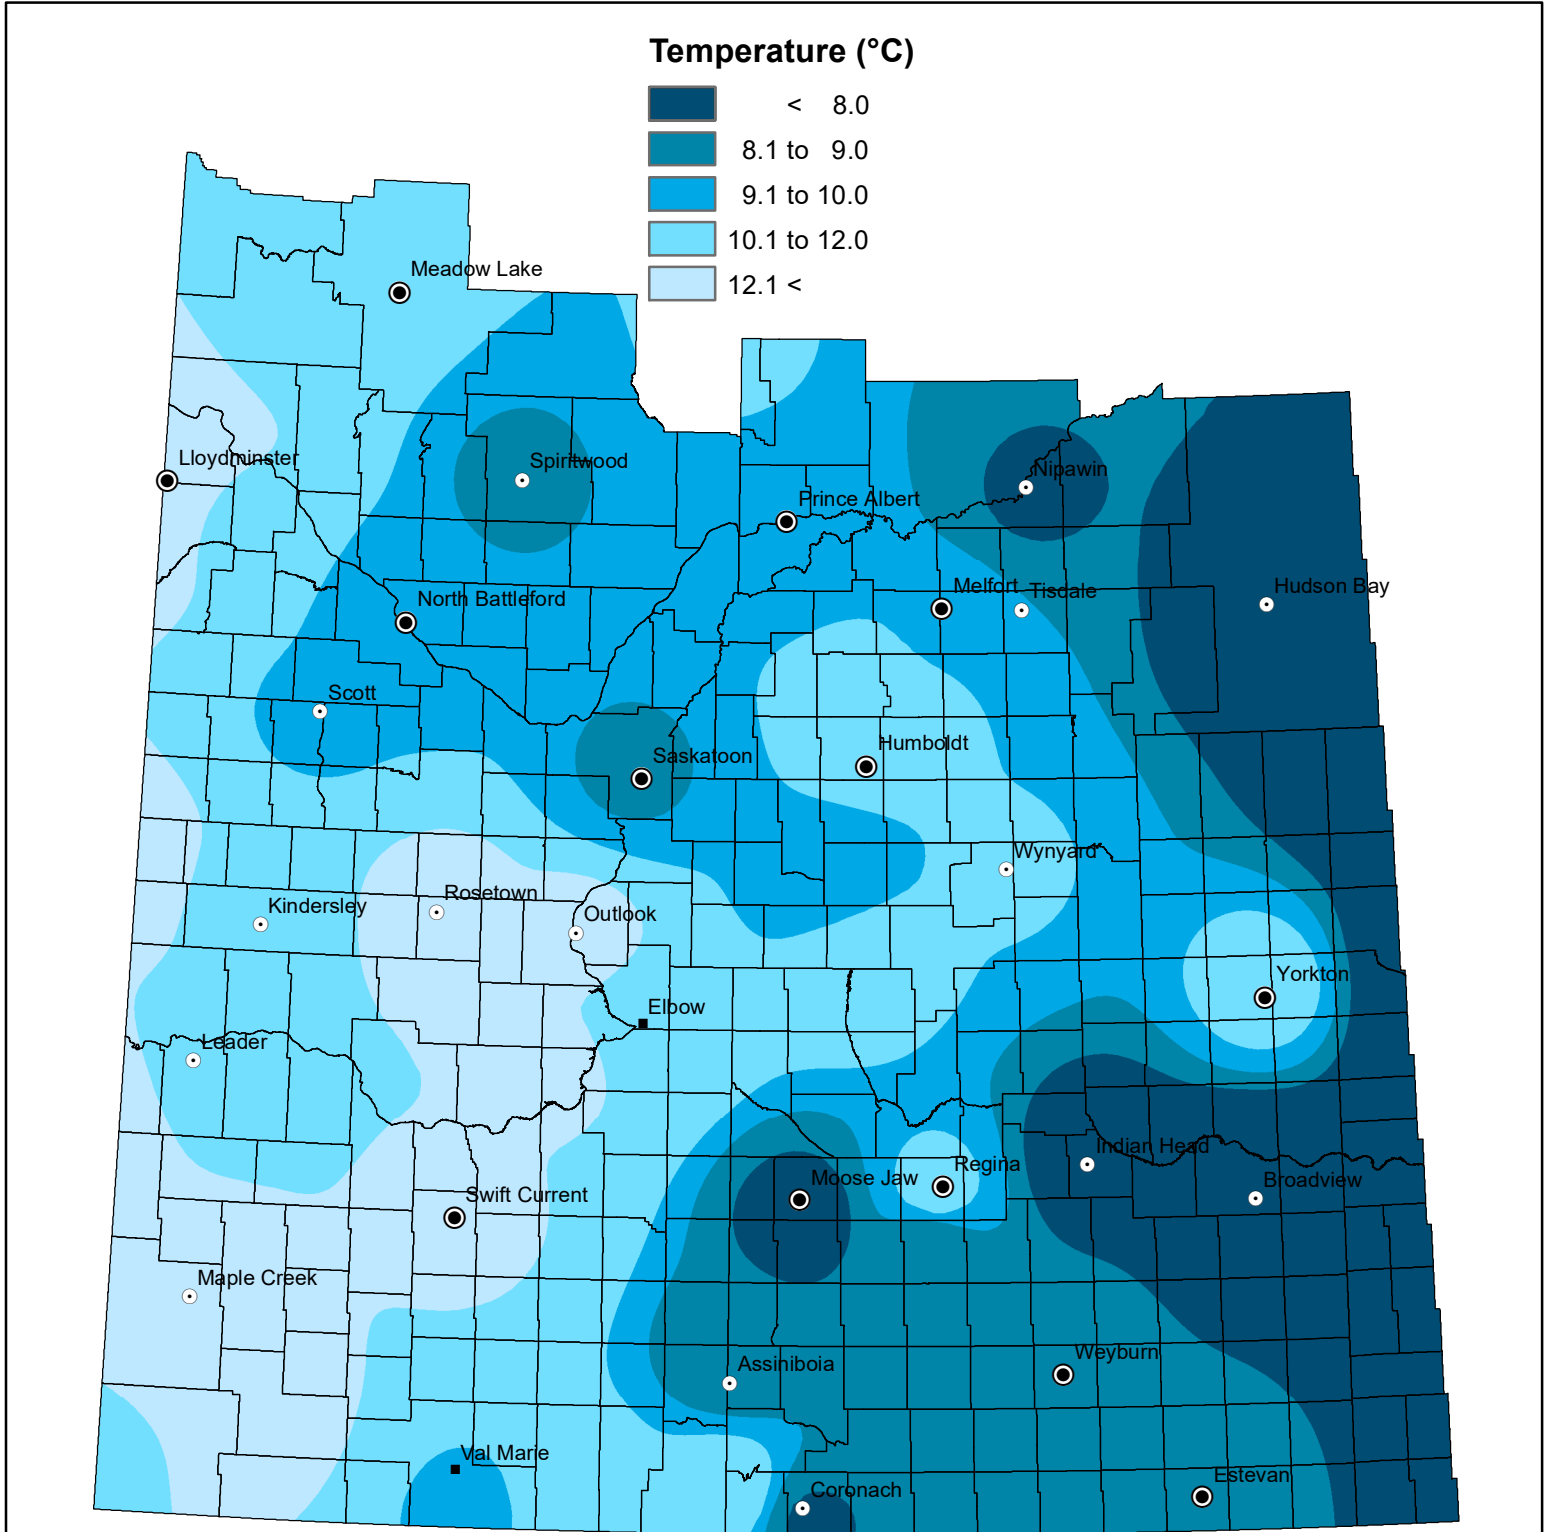 Temperature (°C)
< 8.0
8.1 to 9.0
9.1 to 10.0
10.1 to 12.0
12.1 <
Meadow Lake
Lloydminster
Spiritwood
Nipawin
Prince Albert
Melfort
Tisdale
Hudson Bay
North Battleford
Scott
Saskatoon
Humboldt
Wynyard
Rosetown
Kindersley
Outlook
Yorkton
Elbow
Leader
Indian Head
Regina
Moose Jaw
Broadview
Swift Current
Maple Creek
Weyburn
Assiniboia
Val Marie
Estevan
Coronach